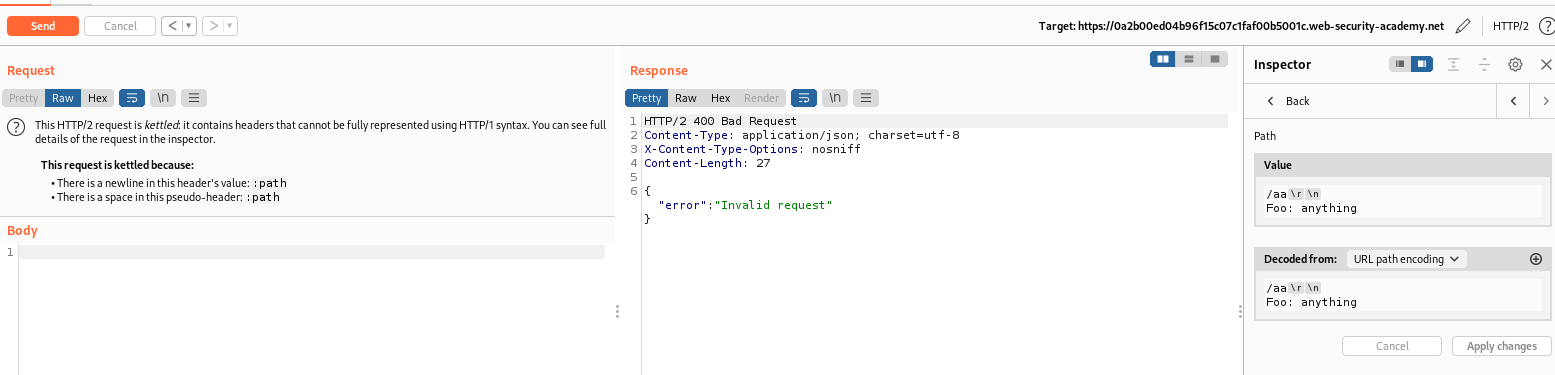 Send
Cancel
<
>
Target: https://0a2b00ed04b96f15c07c1faf00b5001c.web-security-academy.net
HTTP/2
?
Request
Pretty
Raw
Hex
\n
?
This HTTP/2 request is kettled: it contains headers that cannot be fully represented using HTTP/1 syntax. You can see full
details of the request in the inspector.
This request is kettled because:
• There is a newline in this header's value: :path
• There is a space in this pseudo-header: :path
Body
1
Response
Pretty
Raw
Hex
Render
\n
1 HTTP/2 400 Bad Request
2 Content-Type: application/json; charset=utf-8
3 X-Content-Type-Options: nosniff
4 Content-Length: 27
5
6 {
"error":"Invalid request"
}
Inspector
Back
Path
Value
/aa\r\n
Foo: anything
Decoded from: URL path encoding
/aa\r\n
Foo: anything
Cancel
Apply changes